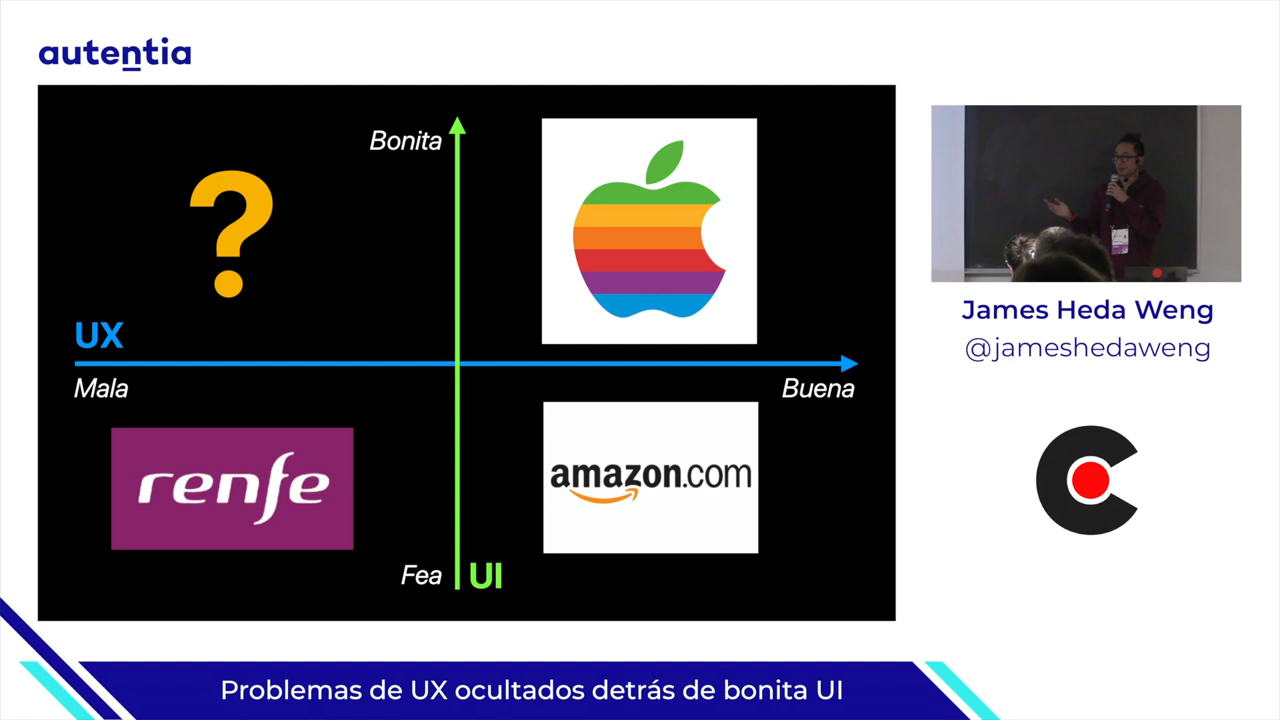 autentia
Bonita
?
UX
Mala
Buena
renfe
amazon.com
Fea
UI
James Heda Weng
@jameshedaweng
Problemas de UX ocultados detrás de bonita UI